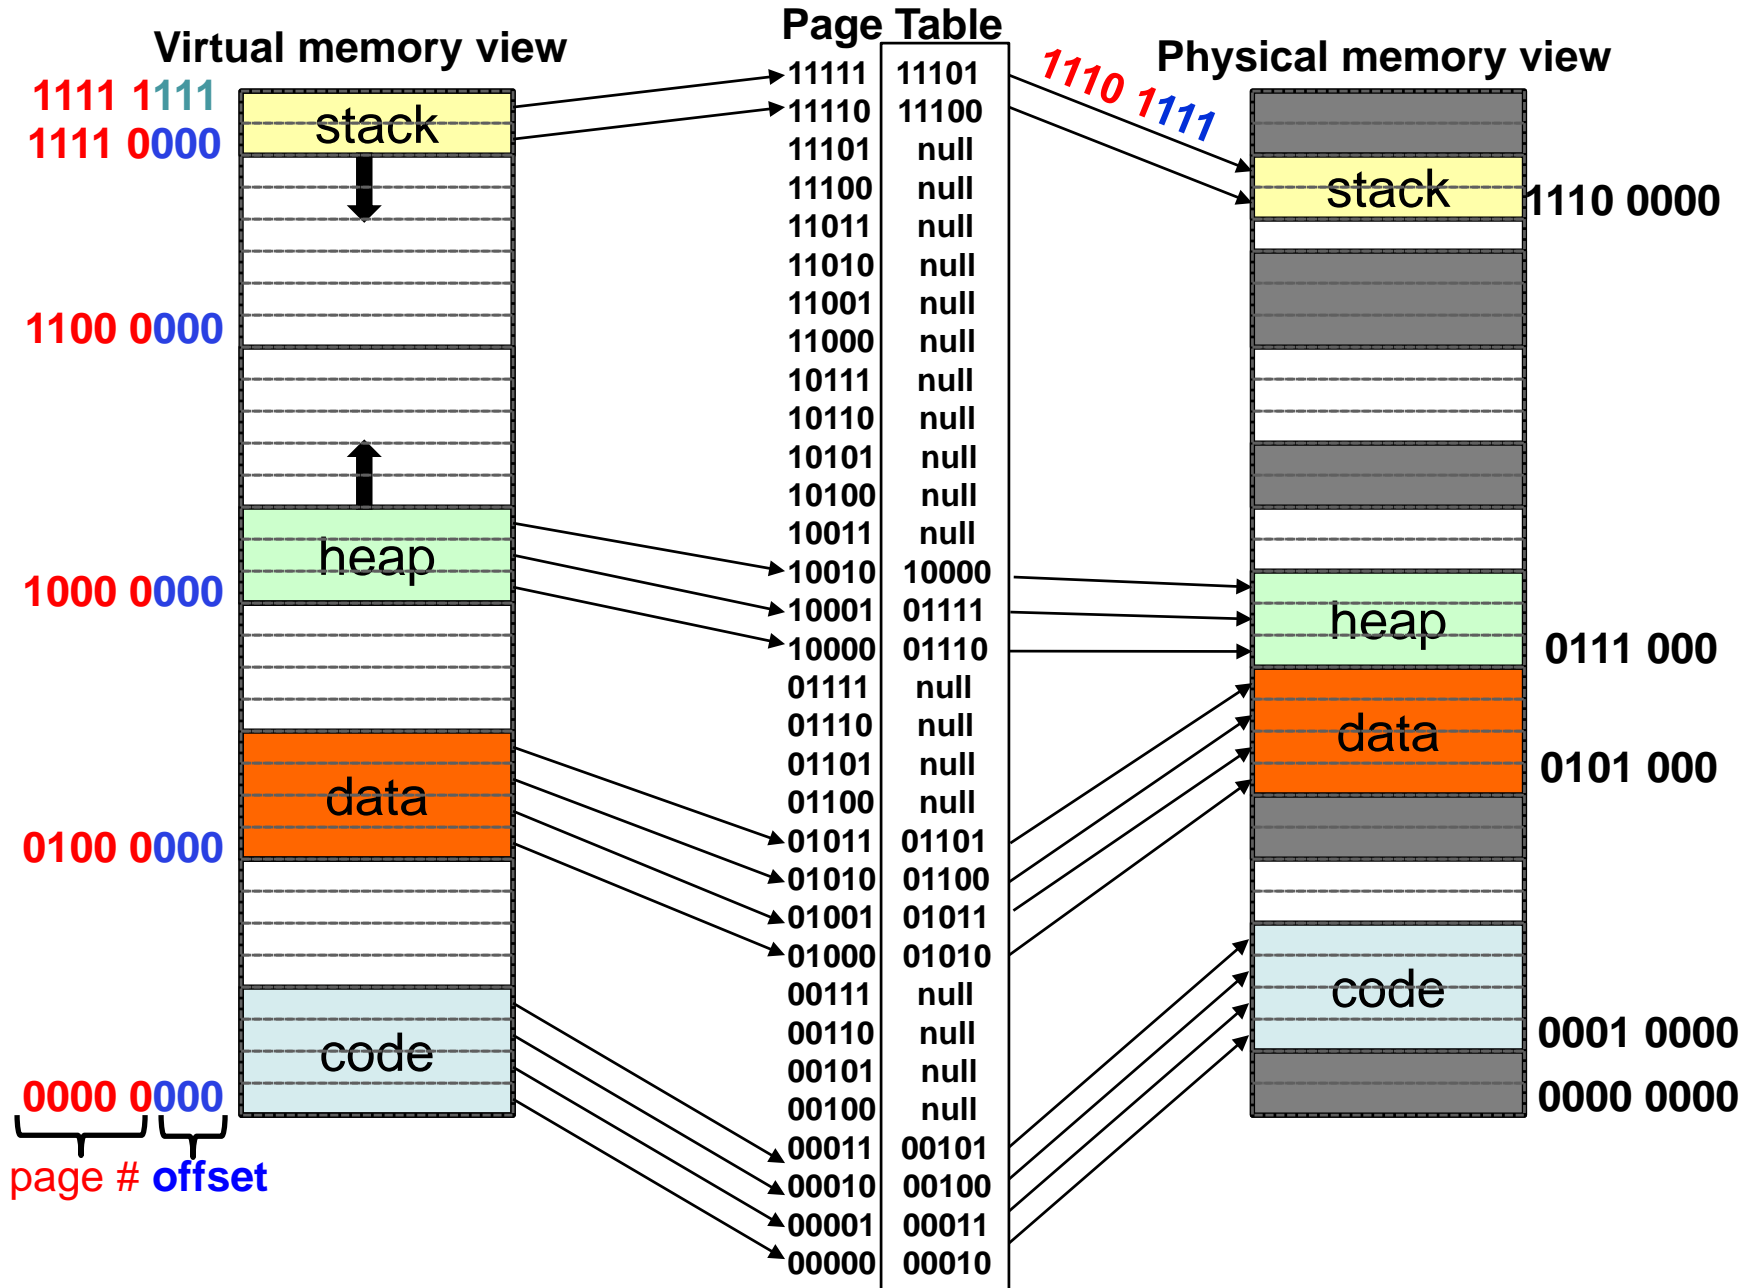 Page Table
Virtual memory view
Physical memory view
1111 1111
1111 0000
1100 0000
1000 0000
0100 0000
0000 0000
page # offset
stack
heap
data
code
11111 11101
11110 11100
11101 null
11100 null
11011 null
11010 null
11001 null
11000 null
10111 null
10110 null
10101 null
10100 null
10011 null
10010 10000
10001 01111
10000 01110
01111 null
01110 null
01101 null
01100 null
01011 01101
01010 01100
01001 01011
01000 01010
00111 null
00110 null
00101 null
00100 null
00011 00101
00010 00100
00001 00011
00000 00010
1110 1111
stack
1110 0000
heap
0111 000
data
0101 000
code
0001 0000
0000 0000